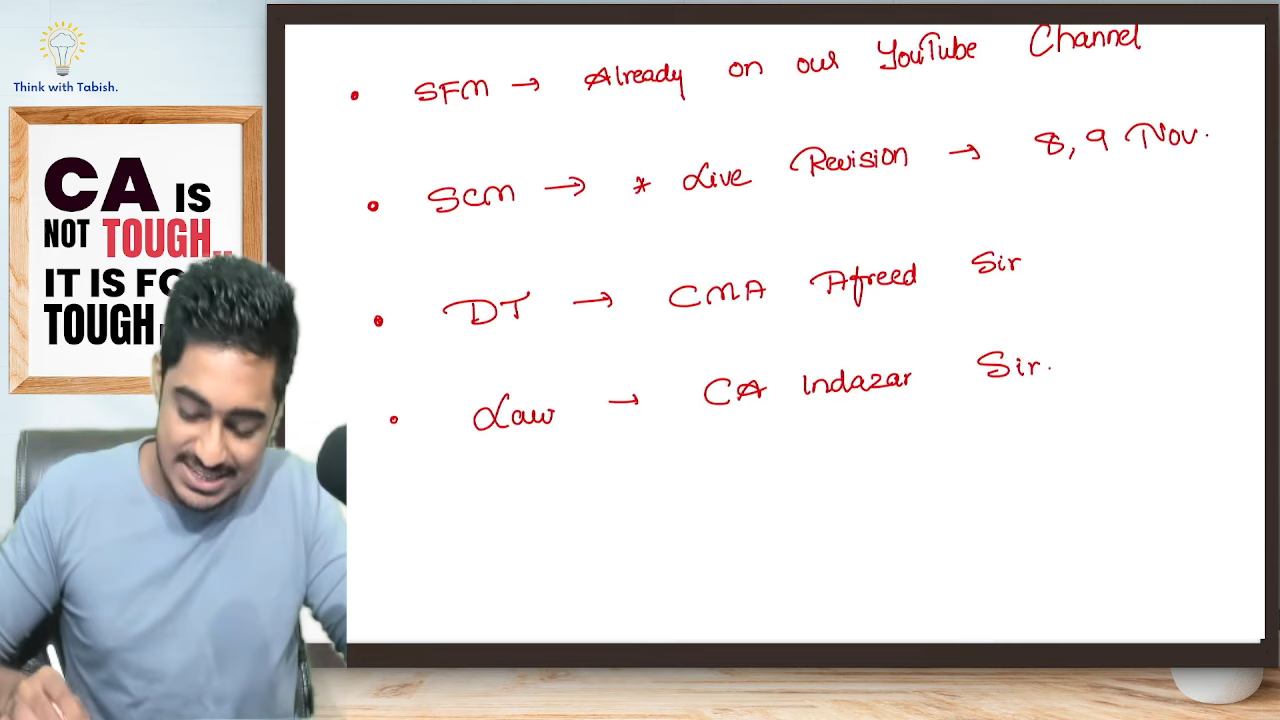 Think with Tabish.
CA IS
NOT TOUGH..
IT IS FO
TOUGH
• SFM → Already on our YouTube Channel
• SCM → * Live Revision → 8, 9 Nov.
• DT → CMA Afreed Sir
• Law → CA Indazar Sir.